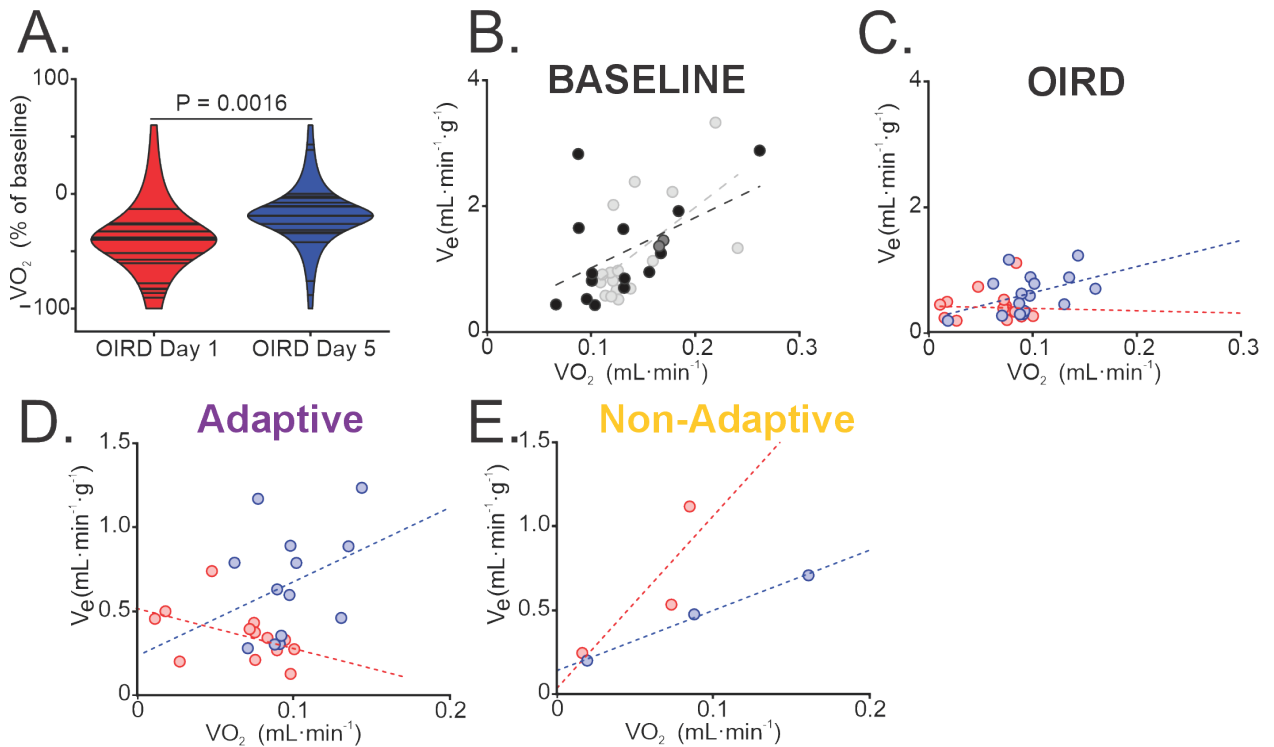 A.
100
0
-100
VO₂ (% of baseline)
P = 0.0016
OIRD Day 1
OIRD Day 5
B.
BASELINE
4
2
0
Ve(mL·min⁻¹·g⁻¹)
0
0.1
0.2
0.3
VO₂ (mL·min⁻¹)
C.
OIRD
4
2
0
Ve(mL·min⁻¹·g⁻¹)
0
0.1
0.2
0.3
VO₂ (mL·min⁻¹)
D.
Adaptive
1.5
1.0
0.5
0
Ve(mL·min⁻¹·g⁻¹)
0
0.1
0.2
VO₂ (mL·min⁻¹)
E.
Non-Adaptive
1.5
1.0
0.5
0
Ve(mL·min⁻¹·g⁻¹)
0
0.1
0.2
VO₂ (mL·min⁻¹)